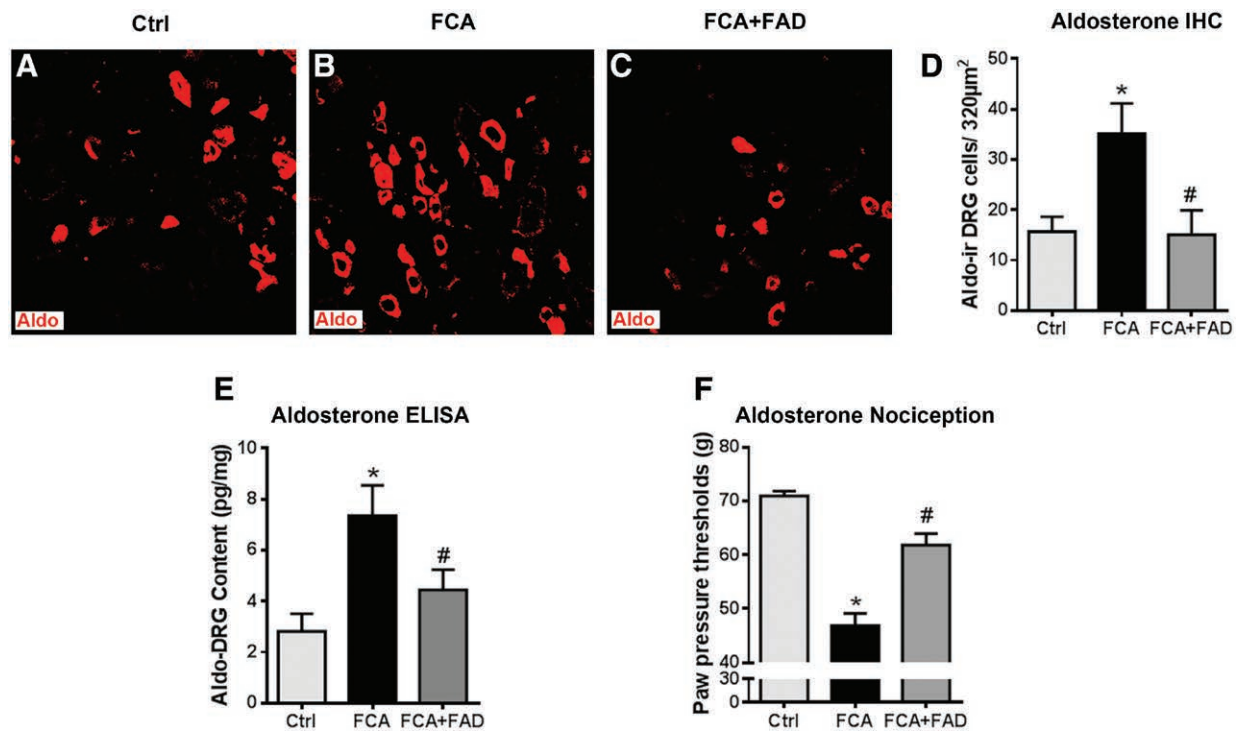 Ctrl
FCA
FCA+FAD
Aldosterone IHC
A
B
C
D
Aldo
Aldo
Aldo
Aldo-ir DRG cells/ 320µm²
50
40
30
20
10
0
*
#
Ctrl
FCA
FCA+FAD
E
Aldosterone ELISA
Aldo-DRG Content (pg/mg)
10
8
6
4
2
0
*
#
Ctrl
FCA
FCA+FAD
F
Aldosterone Nociception
Paw pressure thresholds (g)
80
70
60
50
40
30
0
*
#
Ctrl
FCA
FCA+FAD